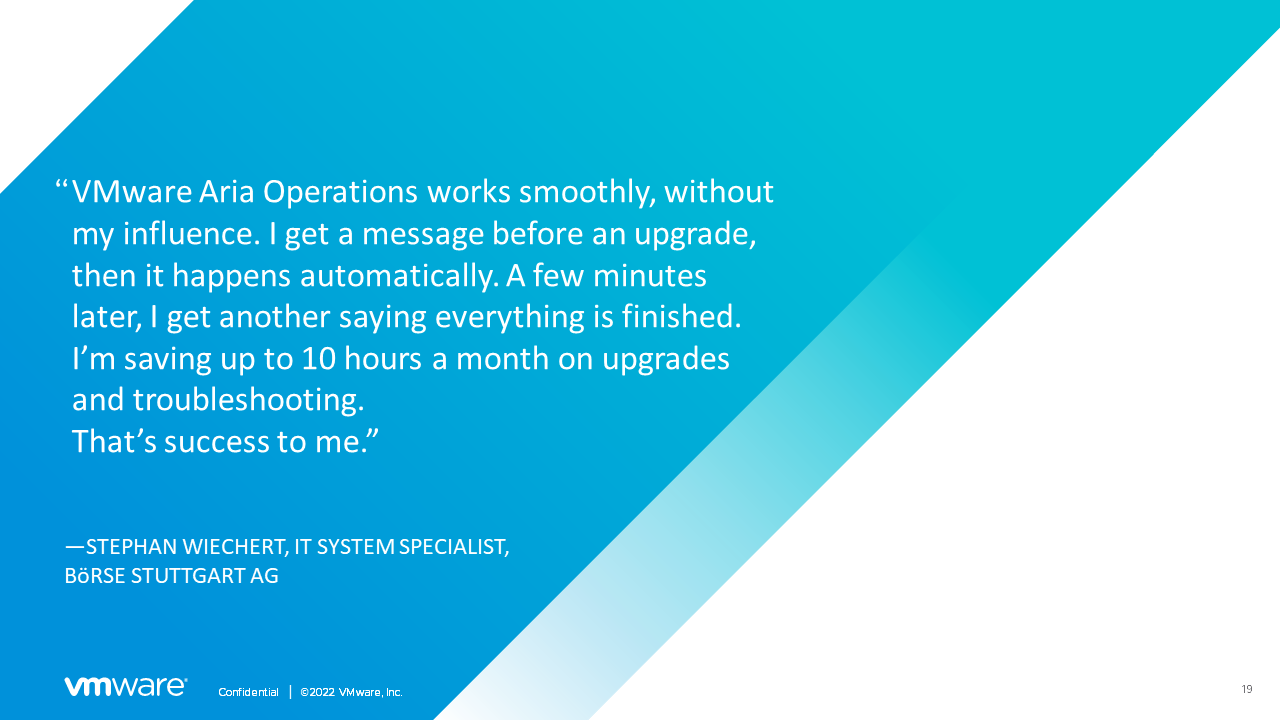 “VMware Aria Operations works smoothly, without
my influence. I get a message before an upgrade,
then it happens automatically. A few minutes
later, I get another saying everything is finished.
I’m saving up to 10 hours a month on upgrades
and troubleshooting.
That’s success to me.”
—STEPHAN WIECHERT, IT SYSTEM SPECIALIST,
BöRSE STUTTGART AG
vmware®
Confidential │ ©2022 VMware, Inc.
19